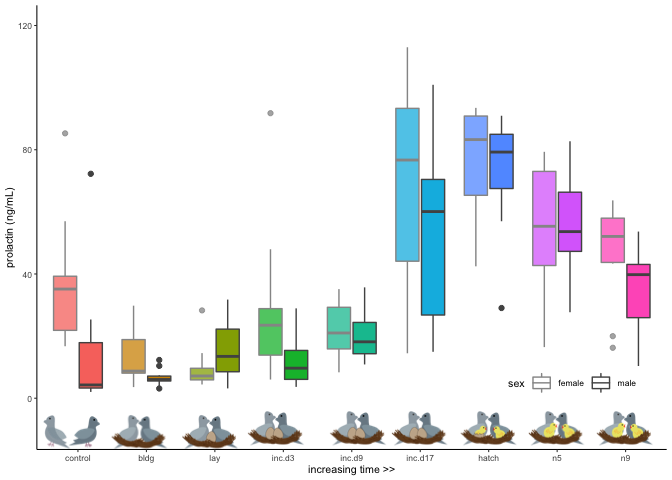 120
80
40
0
prolactin (ng/mL)
sex female male
control bldg lay inc.d3 inc.d9 inc.d17 hatch n5 n9
increasing time >>